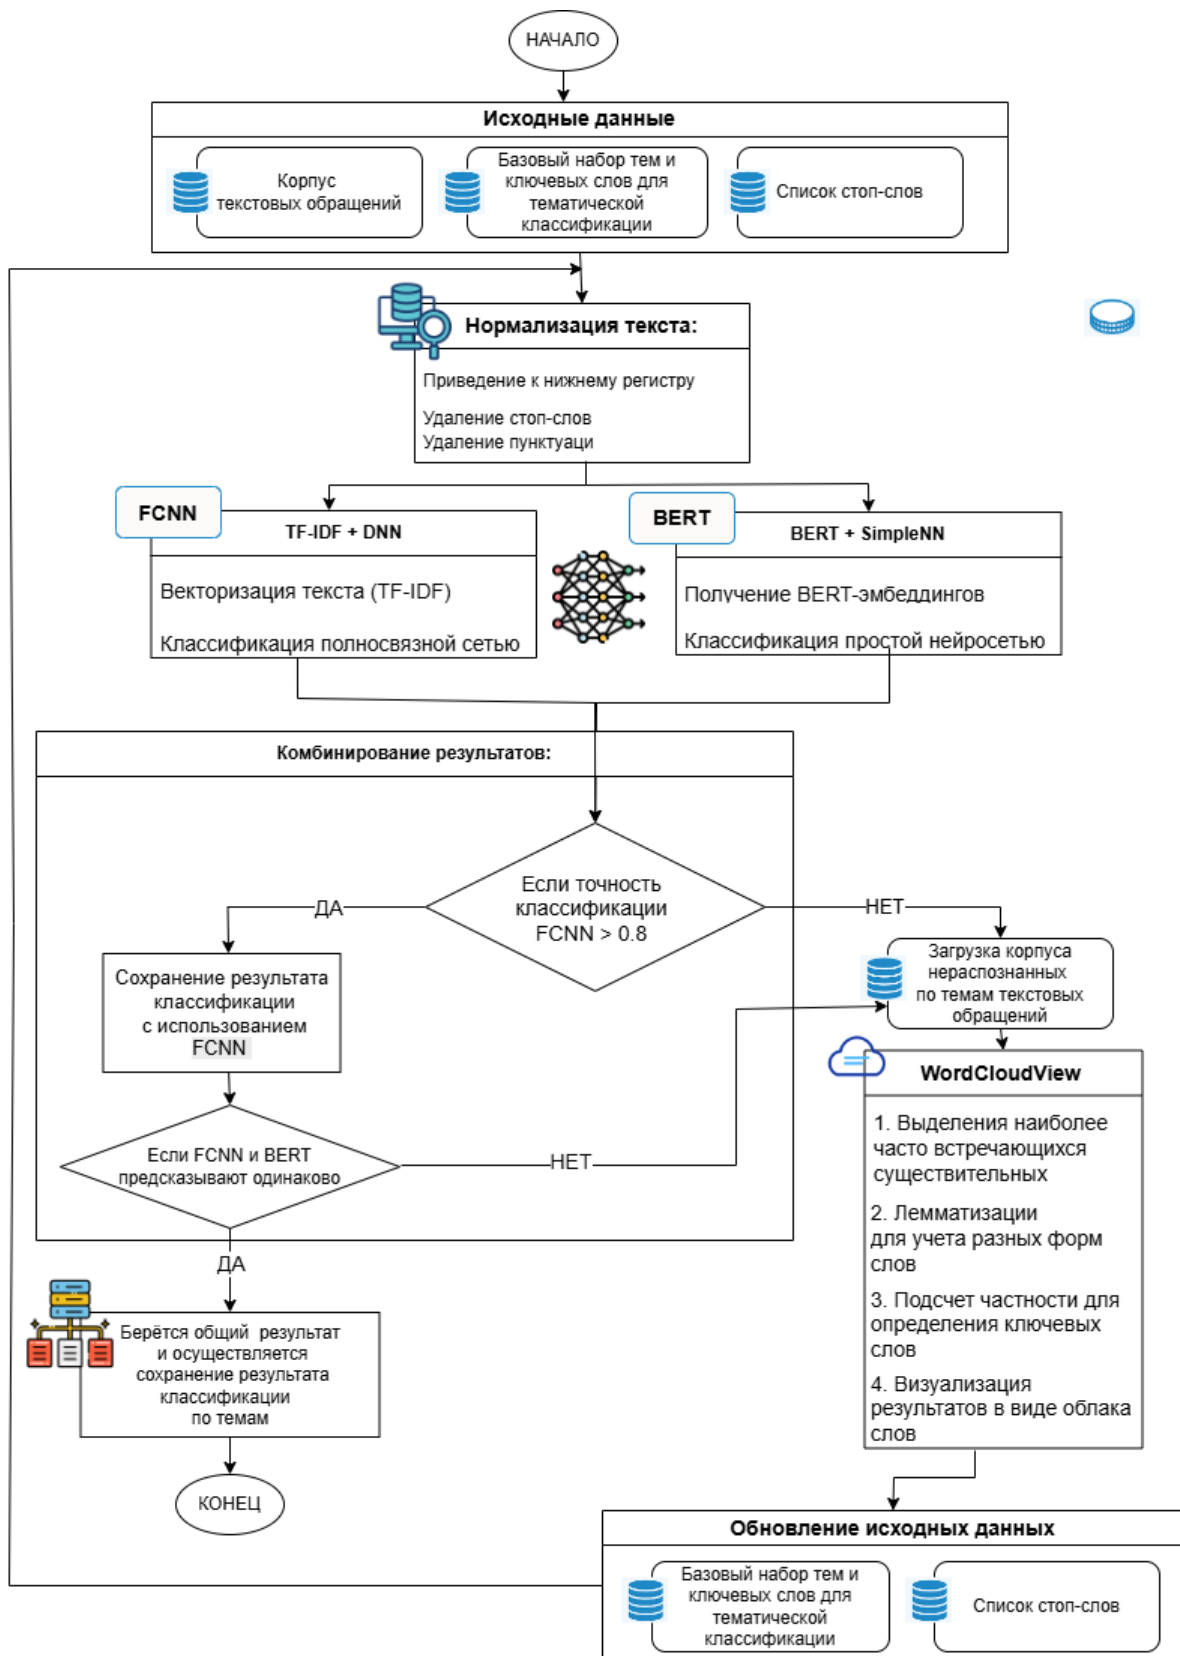 НАЧАЛО
Исходные данные
Корпус
текстовых обращений
Базовый набор тем и
ключевых слов для
тематической
классификации
Список стоп-слов
Нормализация текста:
Приведение к нижнему регистру
Удаление стоп-слов
Удаление пунктуаци
FCNN
TF-IDF + DNN
Векторизация текста (TF-IDF)
Классификация полносвязной сетью
BERT
BERT + SimpleNN
Получение BERT-эмбеддингов
Классификация простой нейросетью
Комбинирование результатов:
Если точность
классификации
FCNN > 0.8
ДА
НЕТ
Сохранение результата
классификации
с использованием
FCNN
Загрузка корпуса
нераспознанных
по темам текстовых
обращений
Если FCNN и BERT
предсказывают одинаково
НЕТ
ДА
WordCloudView
1. Выделения наиболее
часто встречающихся
существительных
2. Лемматизации
для учета разных форм
слов
3. Подсчет частности для
определения ключевых
слов
4. Визуализация
результатов в виде облака
слов
Берётся общий результат
и осуществляется
сохранение результата
классификации
по темам
КОНЕЦ
Обновление исходных данных
Базовый набор тем и
ключевых слов для
тематической
классификации
Список стоп-слов